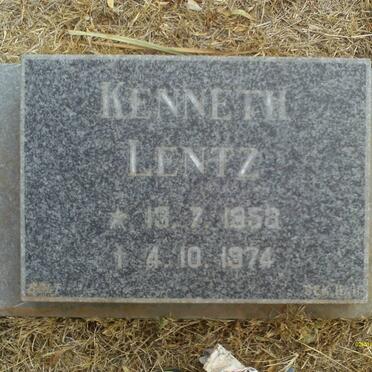 KENNETH
LENTZ
* 13.7.1958
† 4.10.1974